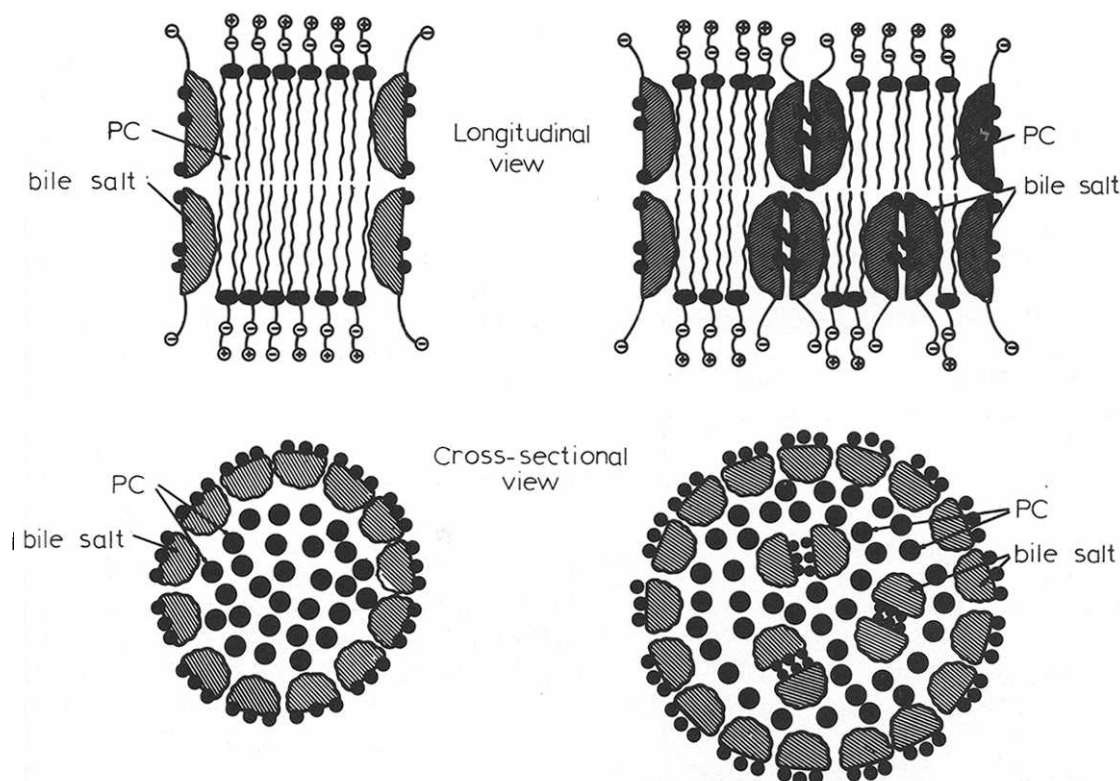 PC
bile salt
Longitudinal
view
PC
bile salt
PC
bile salt
Cross-sectional
view
PC
bile salt